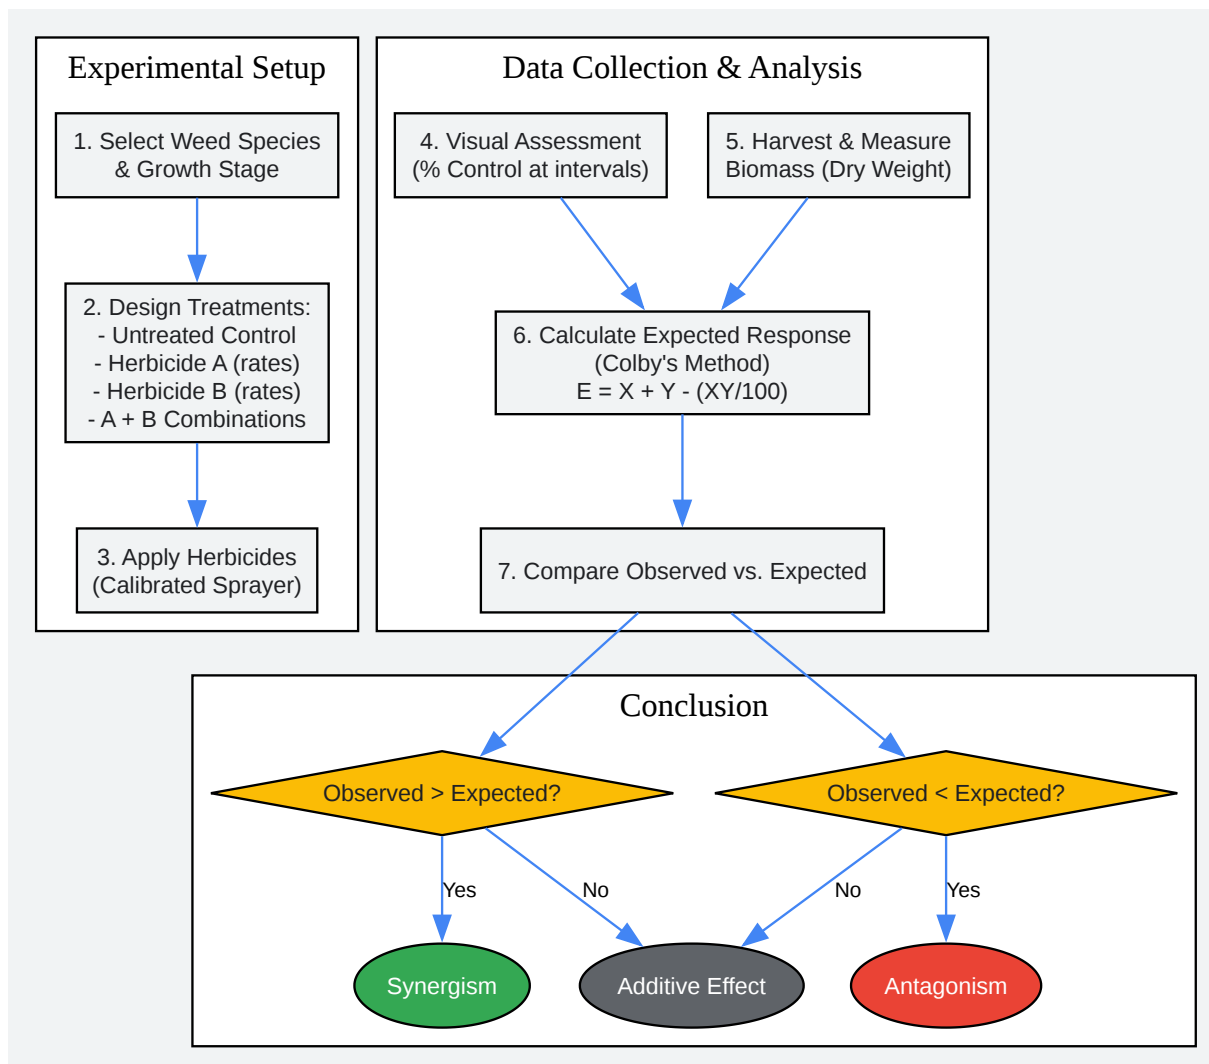 Experimental Setup
1. Select Weed Species
& Growth Stage
2. Design Treatments:
- Untreated Control
- Herbicide A (rates)
- Herbicide B (rates)
- A + B Combinations
3. Apply Herbicides
(Calibrated Sprayer)
Data Collection & Analysis
4. Visual Assessment
(% Control at intervals)
5. Harvest & Measure
Biomass (Dry Weight)
6. Calculate Expected Response
(Colby's Method)
E = X + Y - (XY/100)
7. Compare Observed vs. Expected
Conclusion
Observed > Expected?
Observed < Expected?
Yes
No
No
Yes
Synergism
Additive Effect
Antagonism